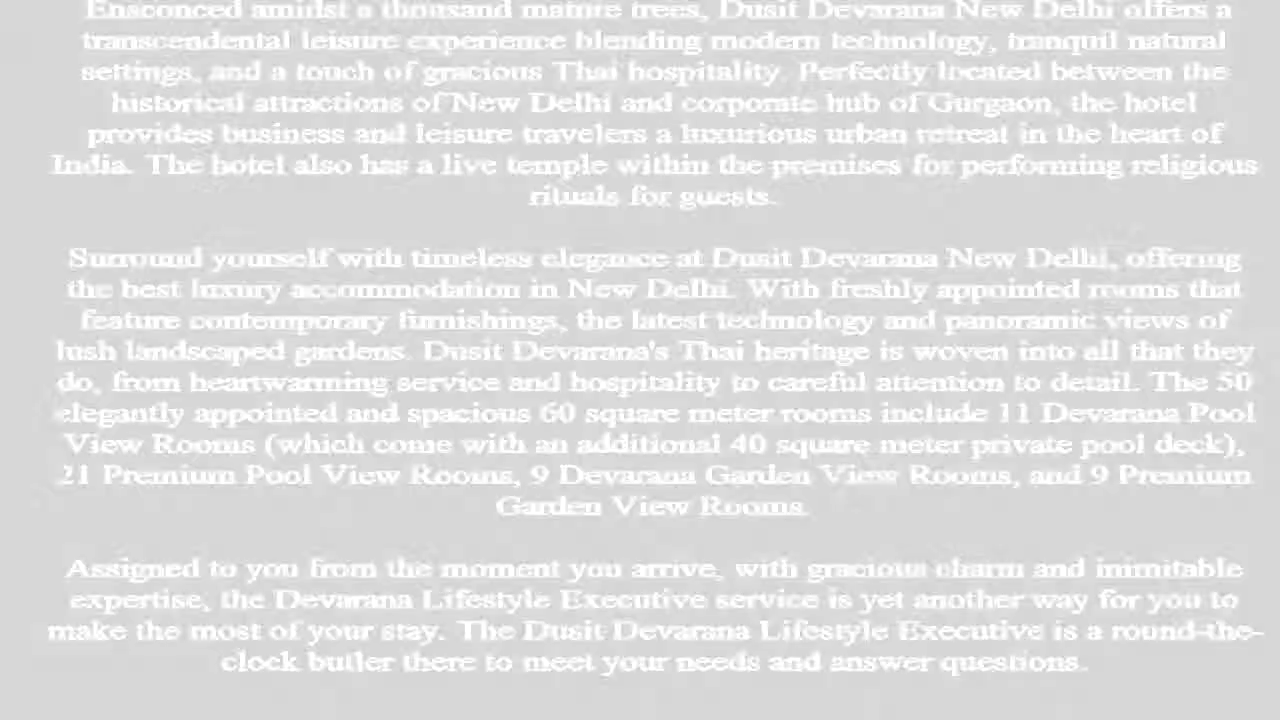 Ensconced amidst a thousand mature trees, Dusit Devarana New Delhi offers a
transcendental leisure experience blending modern technology, tranquil natural
settings, and a touch of gracious Thai hospitality. Perfectly located between the
historical attractions of New Delhi and corporate hub of Gurgaon, the hotel
provides business and leisure travelers a luxurious urban retreat in the heart of
India. The hotel also has a live temple within the premises for performing religious
rituals for guests.
Surround yourself with timeless elegance at Dusit Devarana New Delhi, offering
the best luxury accommodation in New Delhi. With freshly appointed rooms that
feature contemporary furnishings, the latest technology and panoramic views of
lush landscaped gardens. Dusit Devarana's Thai heritage is woven into all that they
do, from heartwarming service and hospitality to careful attention to detail. The 50
elegantly appointed and spacious 60 square meter rooms include 11 Devarana Pool
View Rooms (which come with an additional 40 square meter private pool deck),
21 Premium Pool View Rooms, 9 Devarana Garden View Rooms, and 9 Premium
Garden View Rooms.
Assigned to you from the moment you arrive, with gracious charm and inimitable
expertise, the Devarana Lifestyle Executive service is yet another way for you to
make the most of your stay. The Dusit Devarana Lifestyle Executive is a round-the-
clock butler there to meet your needs and answer questions.